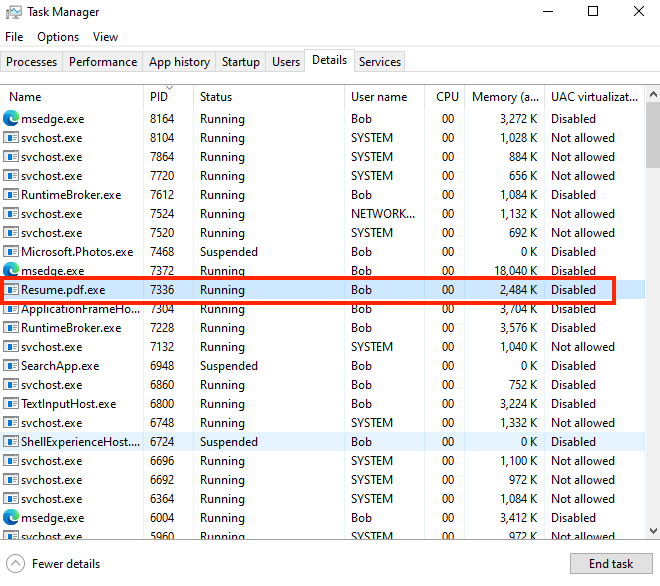 Task Manager
File Options View
Processes Performance App history Startup Users Details Services
Name PID Status User name CPU Memory (a... UAC virtualizat...
msedge.exe 8164 Running Bob 00 3,272 K Disabled
svchost.exe 8104 Running SYSTEM 00 1,028 K Not allowed
svchost.exe 7864 Running SYSTEM 00 884 K Not allowed
svchost.exe 7720 Running SYSTEM 00 656 K Not allowed
RuntimeBroker.exe 7612 Running Bob 00 1,084 K Disabled
svchost.exe 7524 Running NETWORK... 00 1,132 K Not allowed
svchost.exe 7520 Running SYSTEM 00 692 K Not allowed
Microsoft.Photos.exe 7468 Suspended Bob 00 0 K Disabled
msedge.exe 7372 Running Bob 00 18,040 K Disabled
Resume.pdf.exe 7336 Running Bob 00 2,484 K Disabled
ApplicationFrameHo... 7304 Running Bob 00 3,704 K Disabled
RuntimeBroker.exe 7228 Running Bob 00 3,576 K Disabled
svchost.exe 7132 Running SYSTEM 00 1,040 K Not allowed
SearchApp.exe 6948 Suspended Bob 00 0 K Disabled
svchost.exe 6860 Running Bob 00 752 K Disabled
TextInputHost.exe 6800 Running Bob 00 3,224 K Disabled
svchost.exe 6748 Running SYSTEM 00 1,332 K Not allowed
ShellExperienceHost.... 6724 Suspended Bob 00 0 K Disabled
svchost.exe 6696 Running SYSTEM 00 1,100 K Not allowed
svchost.exe 6692 Running SYSTEM 00 972 K Not allowed
svchost.exe 6364 Running SYSTEM 00 1,084 K Not allowed
msedge.exe 6004 Running Bob 00 3,412 K Disabled
svchost.exe 5960 Running SYSTEM 00 972 K Not allowed
Fewer details End task